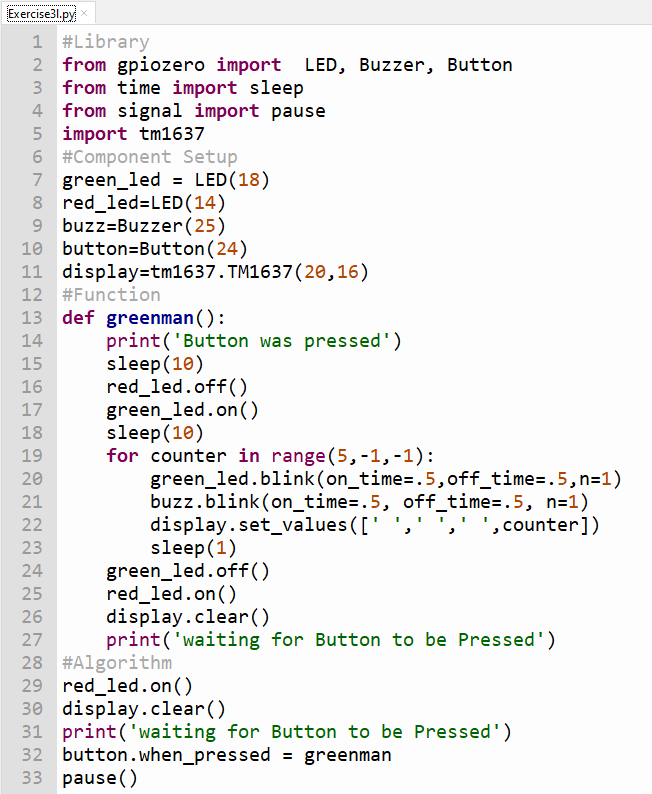 Exercise3l.py ×
1 #Library
2 from gpiozero import  LED, Buzzer, Button
3 from time import sleep
4 from signal import pause
5 import tm1637
6 #Component Setup
7 green_led = LED(18)
8 red_led=LED(14)
9 buzz=Buzzer(25)
10 button=Button(24)
11 display=tm1637.TM1637(20,16)
12 #Function
13 def greenman():
14     print('Button was pressed')
15     sleep(10)
16     red_led.off()
17     green_led.on()
18     sleep(10)
19     for counter in range(5,-1,-1):
20         green_led.blink(on_time=.5,off_time=.5,n=1)
21         buzz.blink(on_time=.5, off_time=.5, n=1)
22         display.set_values([' ',' ',' ',counter])
23         sleep(1)
24     green_led.off()
25     red_led.on()
26     display.clear()
27     print('waiting for Button to be Pressed')
28 #Algorithm
29 red_led.on()
30 display.clear()
31 print('waiting for Button to be Pressed')
32 button.when_pressed = greenman
33 pause()